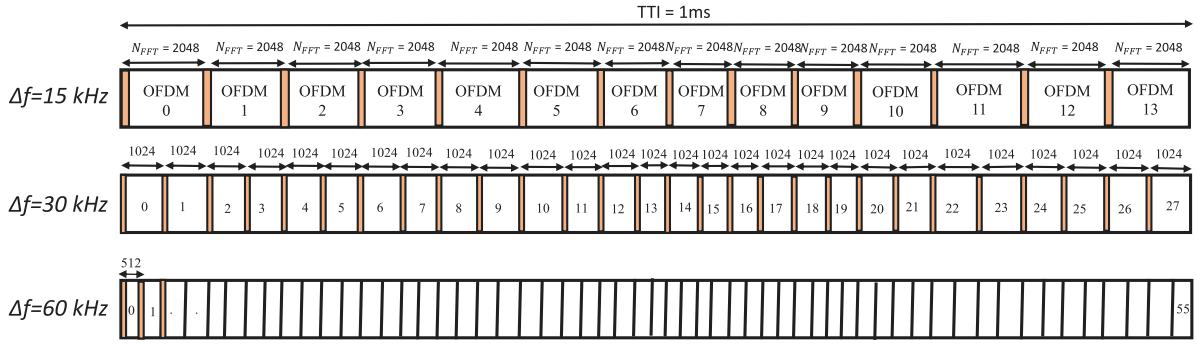 TTI = 1ms
N_FFT = 2048 N_FFT = 2048 N_FFT = 2048 N_FFT = 2048 N_FFT = 2048 N_FFT = 2048 N_FFT = 2048 N_FFT = 2048 N_FFT = 2048 N_FFT = 2048 N_FFT = 2048 N_FFT = 2048 N_FFT = 2048 N_FFT = 2048
Δf=15 kHz
OFDM 0
OFDM 1
OFDM 2
OFDM 3
OFDM 4
OFDM 5
OFDM 6
OFDM 7
OFDM 8
OFDM 9
OFDM 10
OFDM 11
OFDM 12
OFDM 13
1024 1024 1024 1024 1024 1024 1024 1024 1024 1024 1024 1024 1024 1024 1024 1024 1024 1024 1024 1024 1024 1024 1024 1024 1024 1024 1024 1024
Δf=30 kHz 0 1 2 3 4 5 6 7 8 9 10 11 12 13 14 15 16 17 18 19 20 21 22 23 24 25 26 27
512
Δf=60 kHz 0 1 . . 55